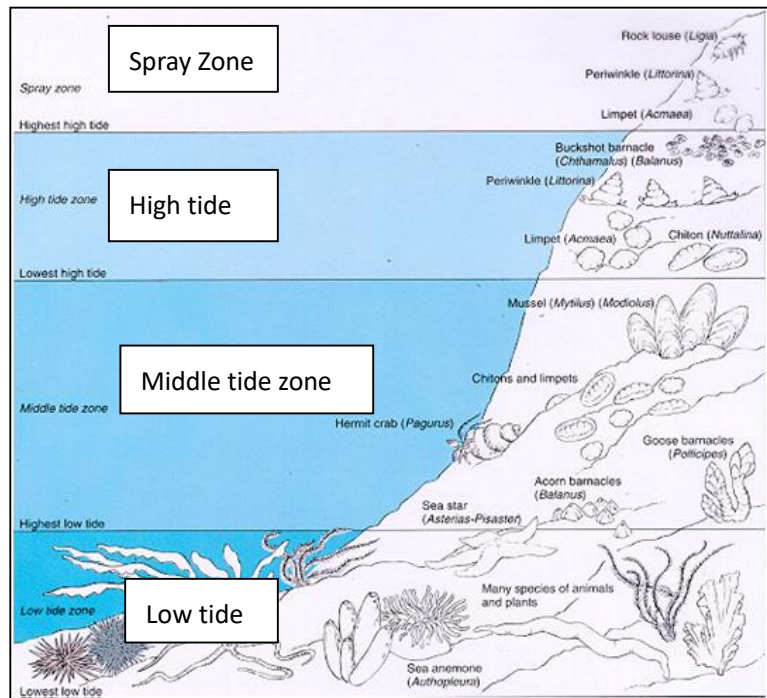 Spray Zone
Rock louse (Ligia)
Periwinkle (Littorina)
Spray zone
Limpet (Acmaea)
Highest high tide
Buckshot barnacle
(Chthamalus) (Balanus)
Periwinkle (Littorina)
High tide zone
High tide
Limpet (Acmaea)
Chiton (Nuttalina)
Lowest high tide
Mussel (Mytilus) (Modiolus)
Middle tide zone
Chitons and limpets
Middle tide zone
Hermit crab (Pagurus)
Goose barnacles
(Pollicipes)
Acorn barnacles
(Balanus)
Sea star
(Asterias-Pisaster)
Highest low tide
Many species of animals
and plants
Low tide zone
Low tide
Sea anemone
(Authopleura)
Lowest low tide